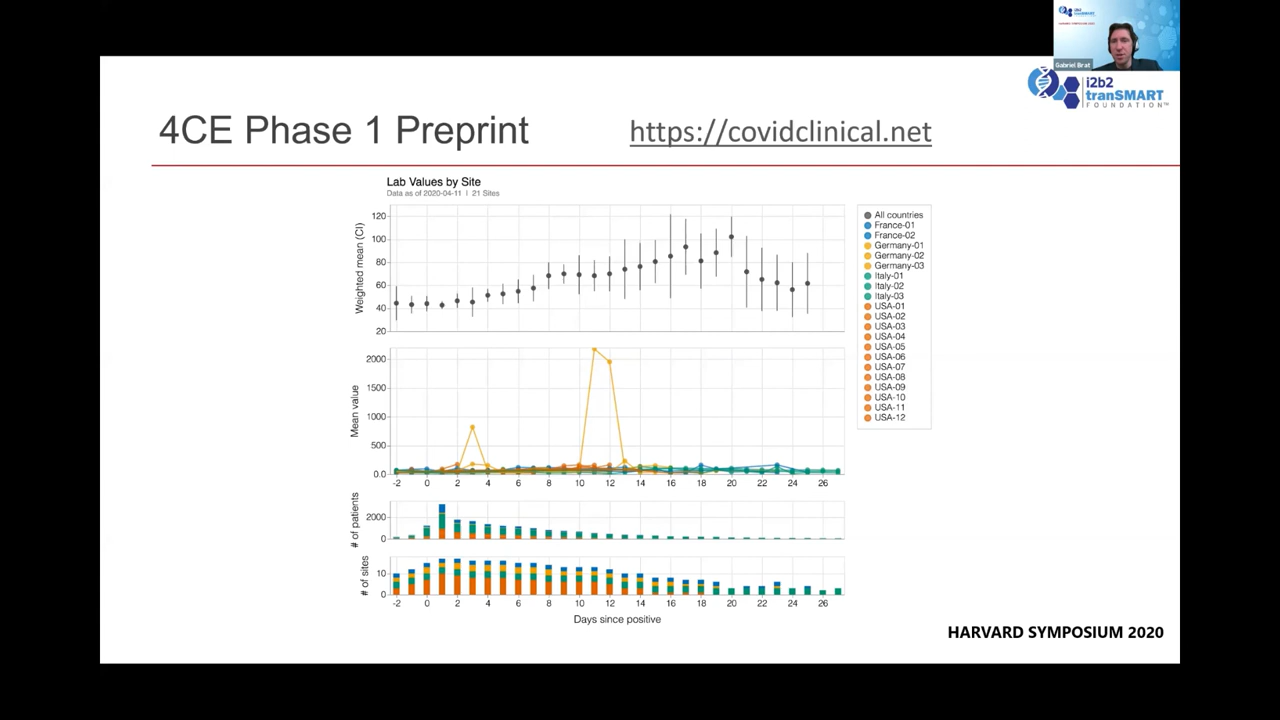 Gabriel Brat
i2b2
tranSMART
FOUNDATION™
4CE Phase 1 Preprint
https://covidclinical.net
Lab Values by Site
Data as of 2020-04-11 | 21 Sites
Weighted mean (CI)
120
100
80
60
40
20
Mean value
2000
1500
1000
500
0.0
-2 0 2 4 6 8 10 12 14 16 18 20 22 24 26
# of patients
2000
0
# of sites
10
0
-2 0 2 4 6 8 10 12 14 16 18 20 22 24 26
Days since positive
All countries
France-01
France-02
Germany-01
Germany-02
Germany-03
Italy-01
Italy-02
Italy-03
USA-01
USA-02
USA-03
USA-04
USA-05
USA-06
USA-07
USA-08
USA-09
USA-10
USA-11
USA-12
HARVARD SYMPOSIUM 2020